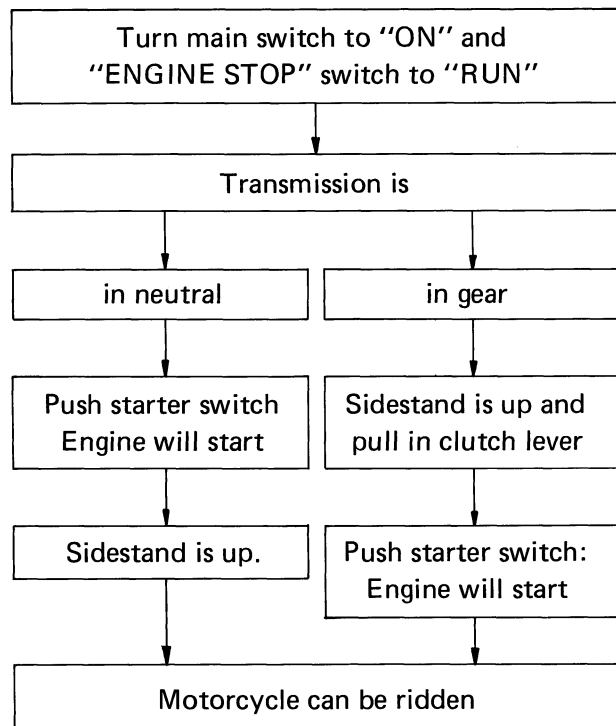 Turn main switch to “ON” and
“ENGINE STOP” switch to “RUN”
Transmission is
in neutral
in gear
Push starter switch
Engine will start
Sidestand is up and
pull in clutch lever
Sidestand is up.
Push starter switch:
Engine will start
Motorcycle can be ridden